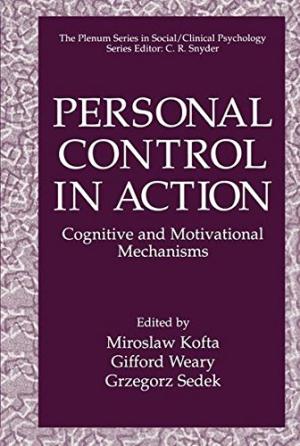 The Plenum Series in Social/Clinical Psychology
Series Editor: C. R. Snyder
PERSONAL
CONTROL
IN ACTION
Cognitive and Motivational
Mechanisms
Edited by
Miroslaw Kofta
Gifford Weary
Grzegorz Sedek